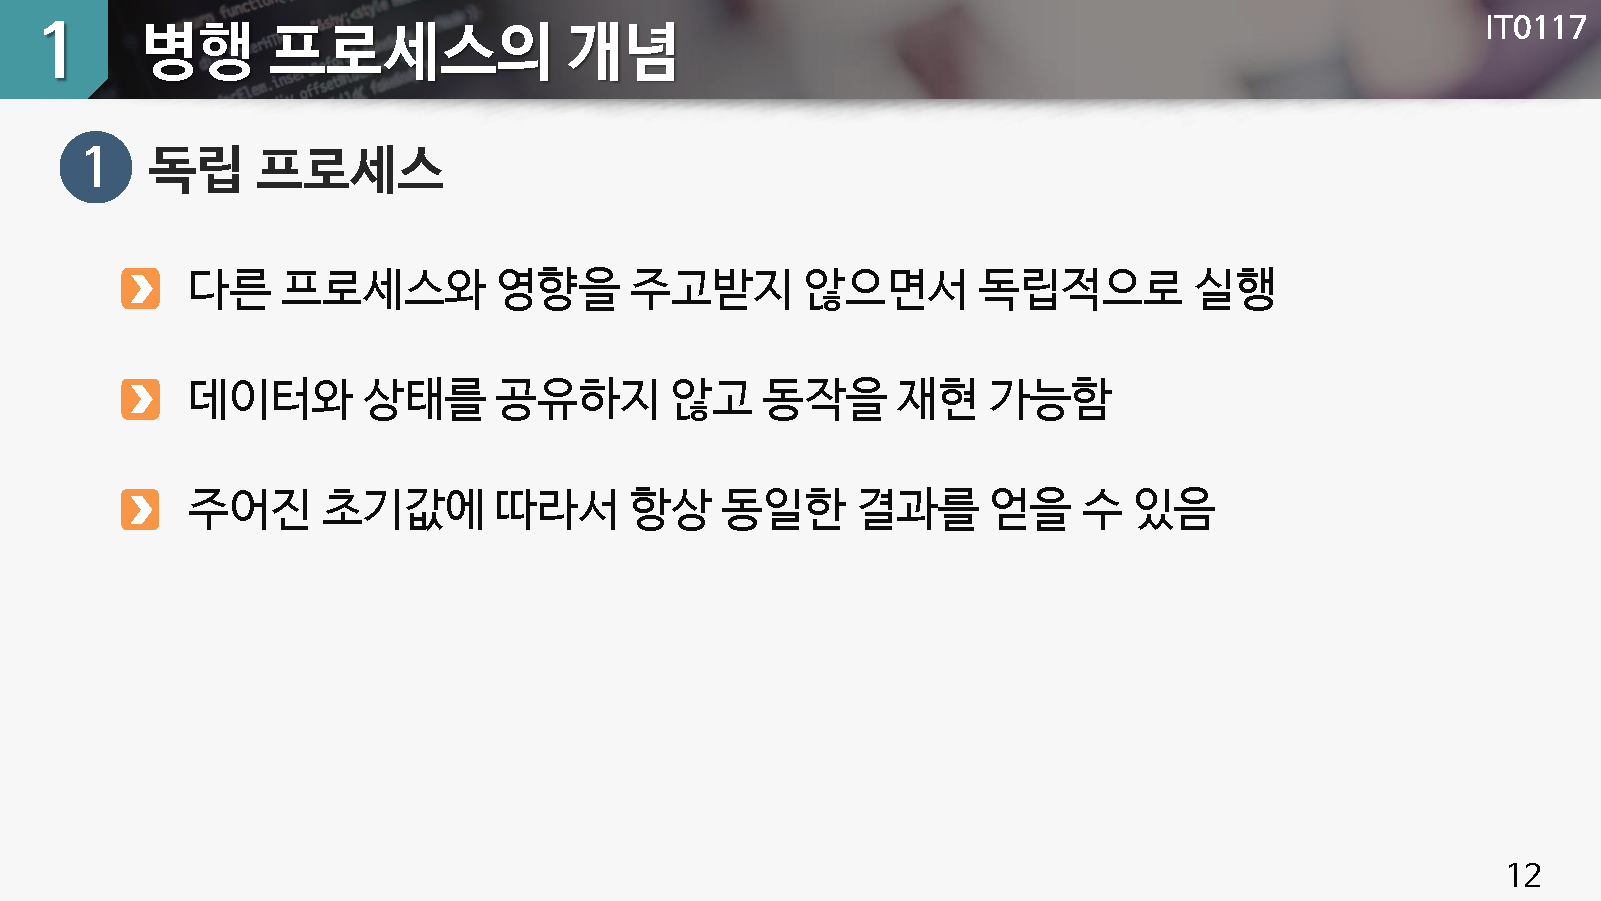 1 병행 프로세스의 개념
IT0117
1 독립 프로세스
다른 프로세스와 영향을 주고받지 않으면서 독립적으로 실행
데이터와 상태를 공유하지 않고 동작을 재현 가능함
주어진 초기값에 따라서 항상 동일한 결과를 얻을 수 있음
12